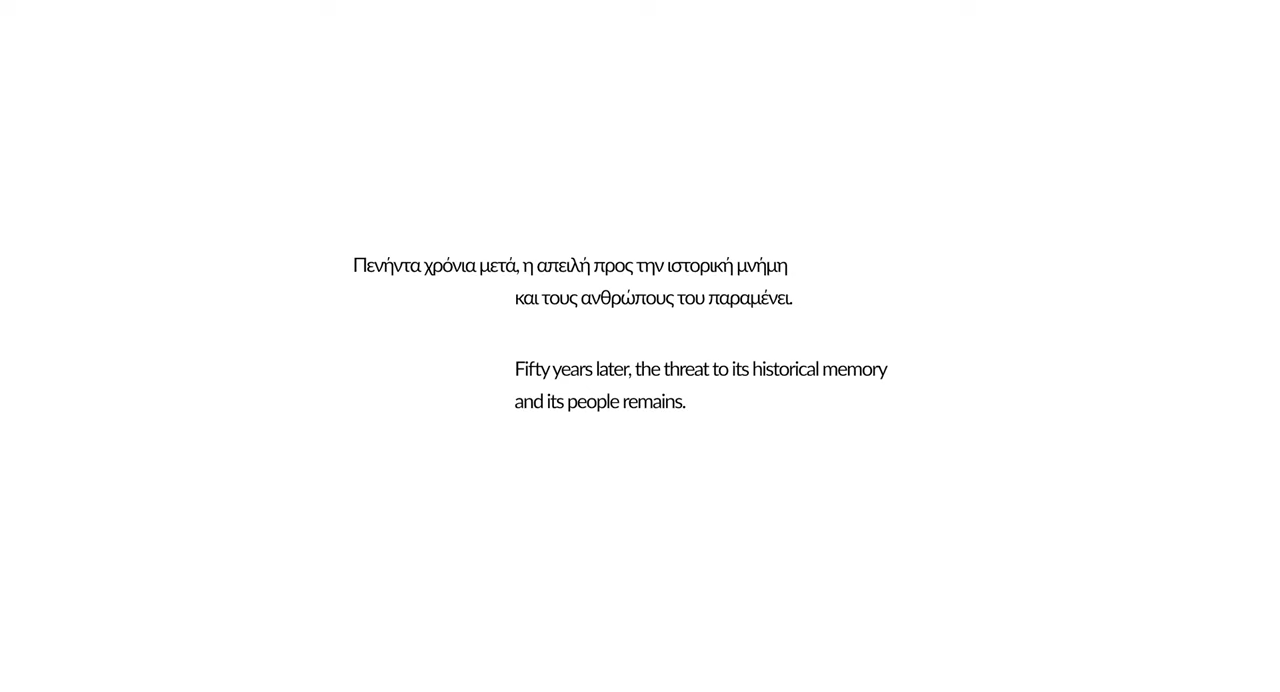 Πενήντα χρόνια μετά, η απειλή προς την ιστορική μνήμη
και τους ανθρώπους του παραμένει.
Fifty years later, the threat to its historical memory
and its people remains.